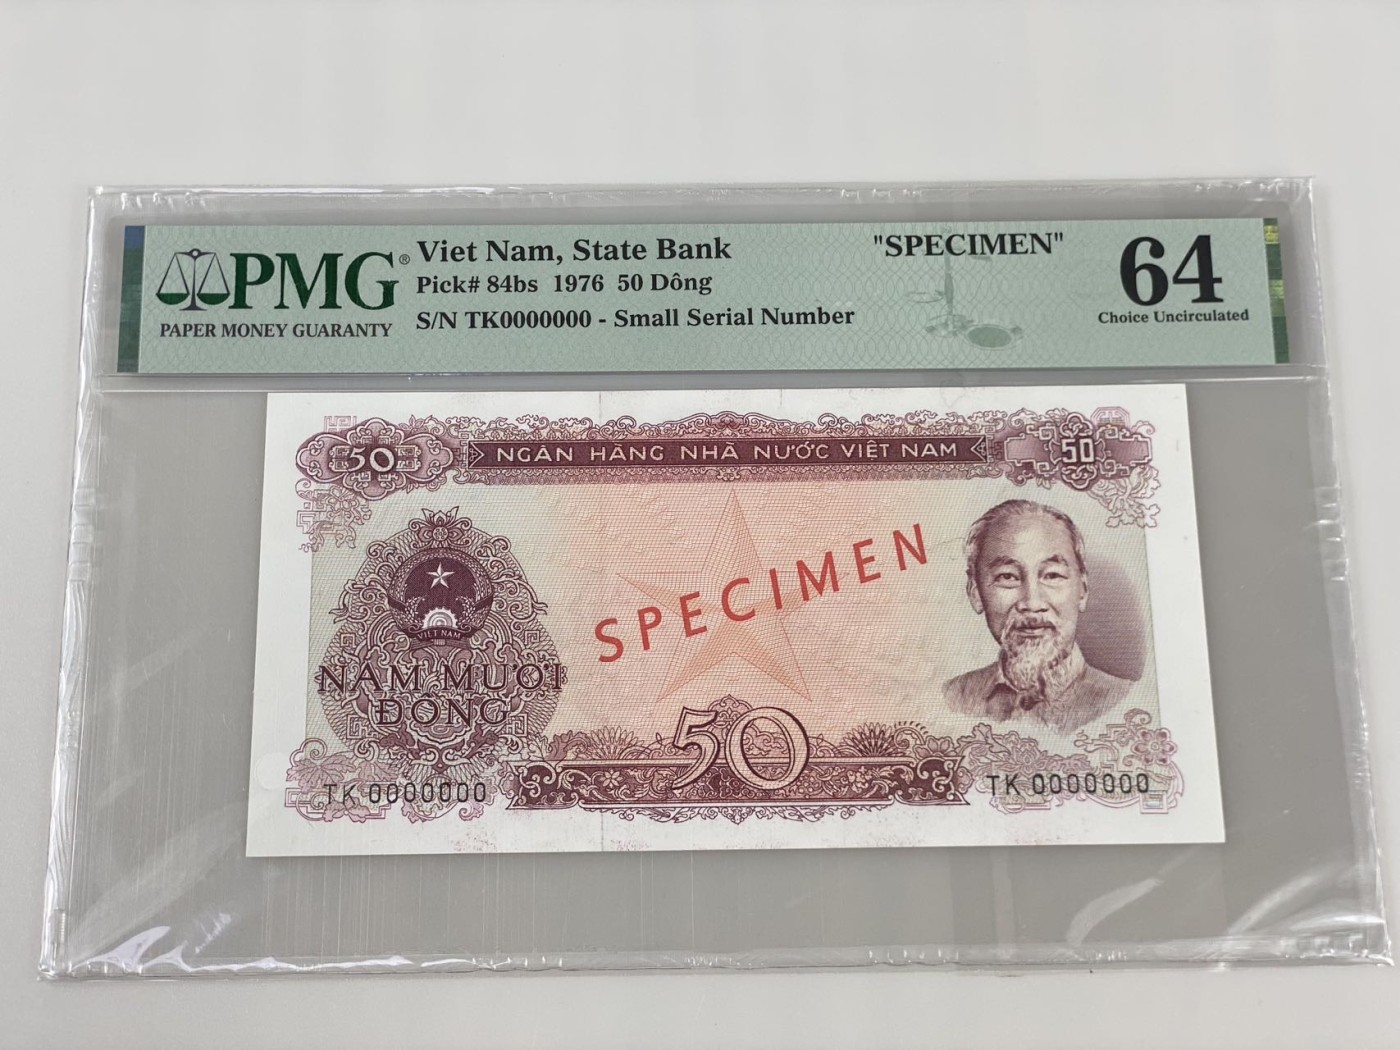 PMG®
PAPER MONEY GUARANTY
Viet Nam, State Bank
Pick# 84bs 1976 50 Dông
S/N TK0000000 - Small Serial Number
"SPECIMEN"
64
Choice Uncirculated
50
NGÂN HÀNG NHÀ NƯỚC VIỆT NAM
50
SPECIMEN
VIỆT NAM
NĂM MƯƠI
ĐỒNG
50
TK 0000000
TK 0000000